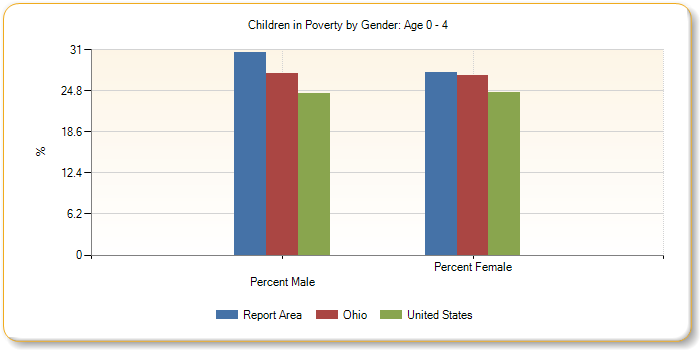 Children in Poverty by Gender: Age 0 - 4
31
24.8
18.6
12.4
6.2
0
%
Percent Male
Percent Female
Report Area
Ohio
United States